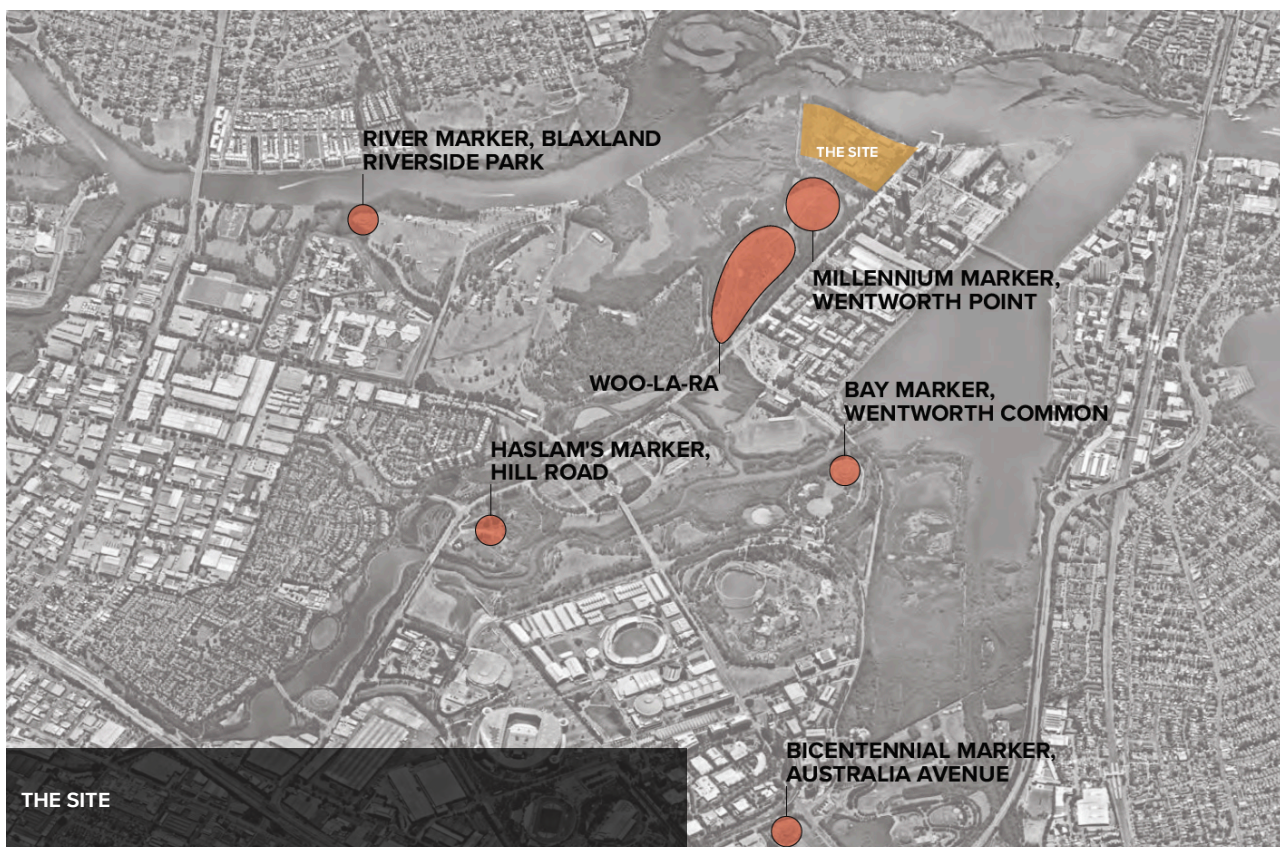 RIVER MARKER, BLAXLAND
RIVERSIDE PARK
THE SITE
MILLENNIUM MARKER,
WENTWORTH POINT
WOO-LA-RA
BAY MARKER,
WENTWORTH COMMON
HASLAM'S MARKER,
HILL ROAD
BICENTENNIAL MARKER,
AUSTRALIA AVENUE
THE SITE